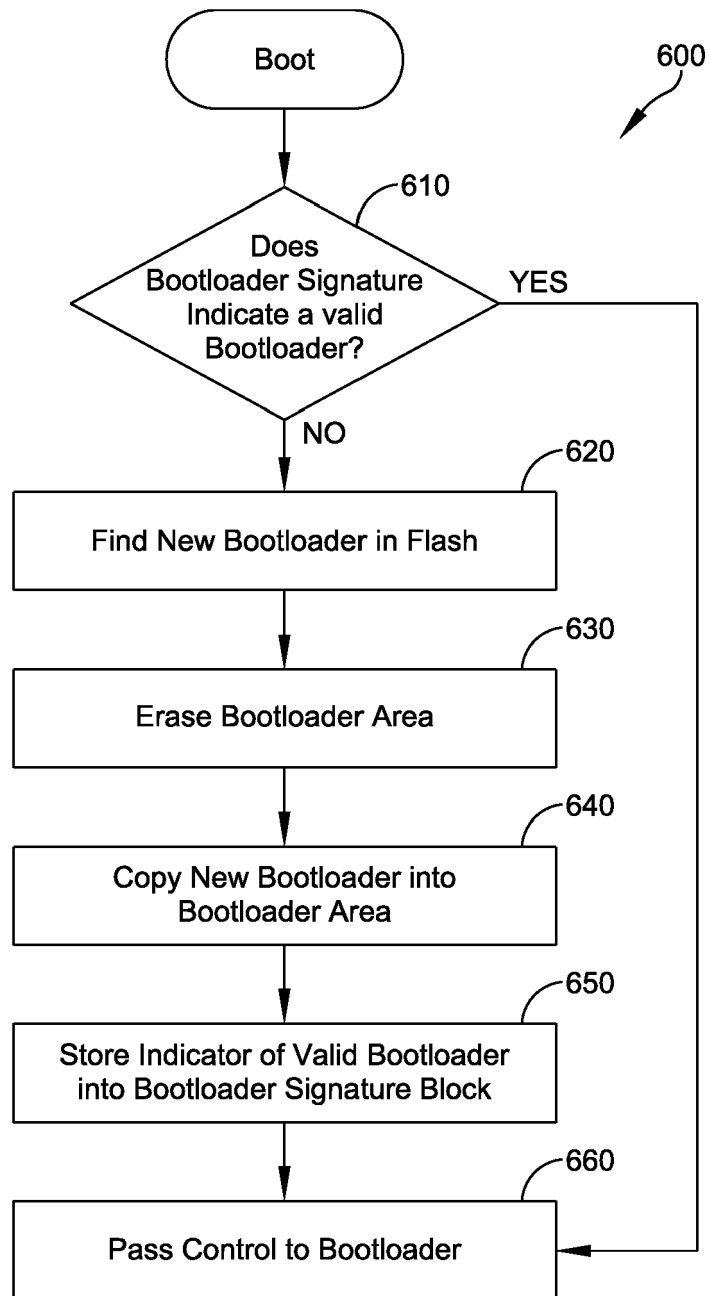 Boot
600
610
Does
Bootloader Signature
Indicate a valid
Bootloader?
YES
NO
620
Find New Bootloader in Flash
630
Erase Bootloader Area
640
Copy New Bootloader into
Bootloader Area
650
Store Indicator of Valid Bootloader
into Bootloader Signature Block
660
Pass Control to Bootloader